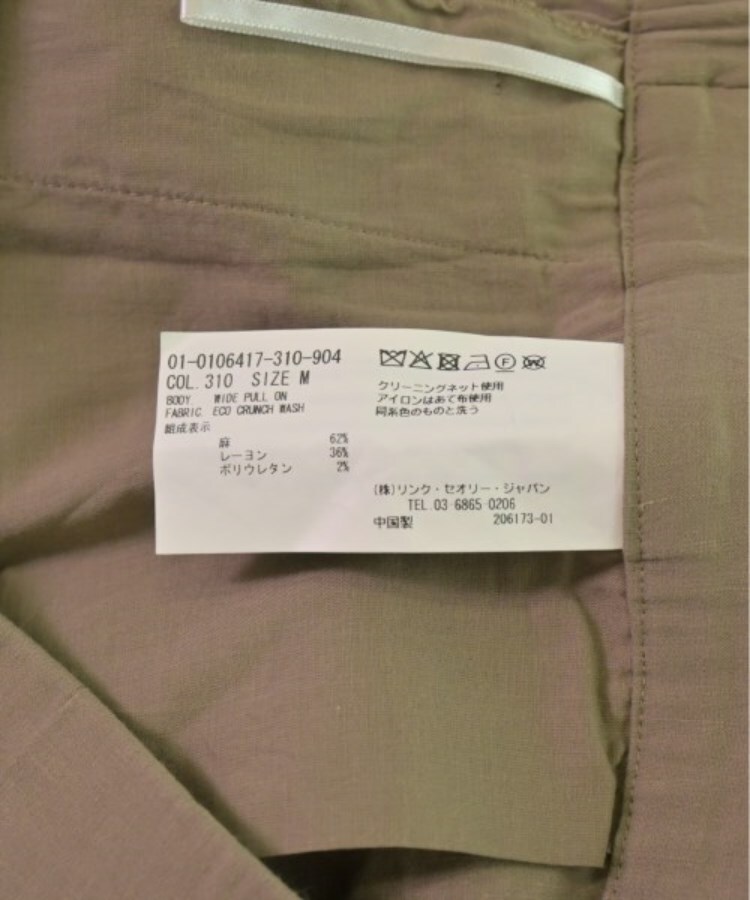 01-0106417-310-904
COL. 310 SIZE M
BODY. WIDE PULL ON
FABRIC. ECO CRUNCH WASH
組成表示
麻 62%
レーヨン 36%
ポリウレタン 2%
F
W
クリーニングネット使用
アイロンはあて布使用
同系色のものと洗う
(株)リンク・セオリー・ジャパン
TEL.03-6865-0206
中国製 206173-01